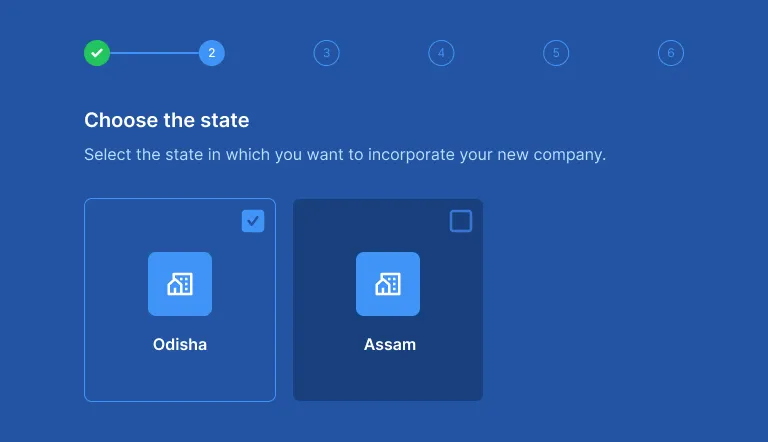 2 3 4 5 6
Choose the state
Select the state in which you want to incorporate your new company.
Odisha Assam